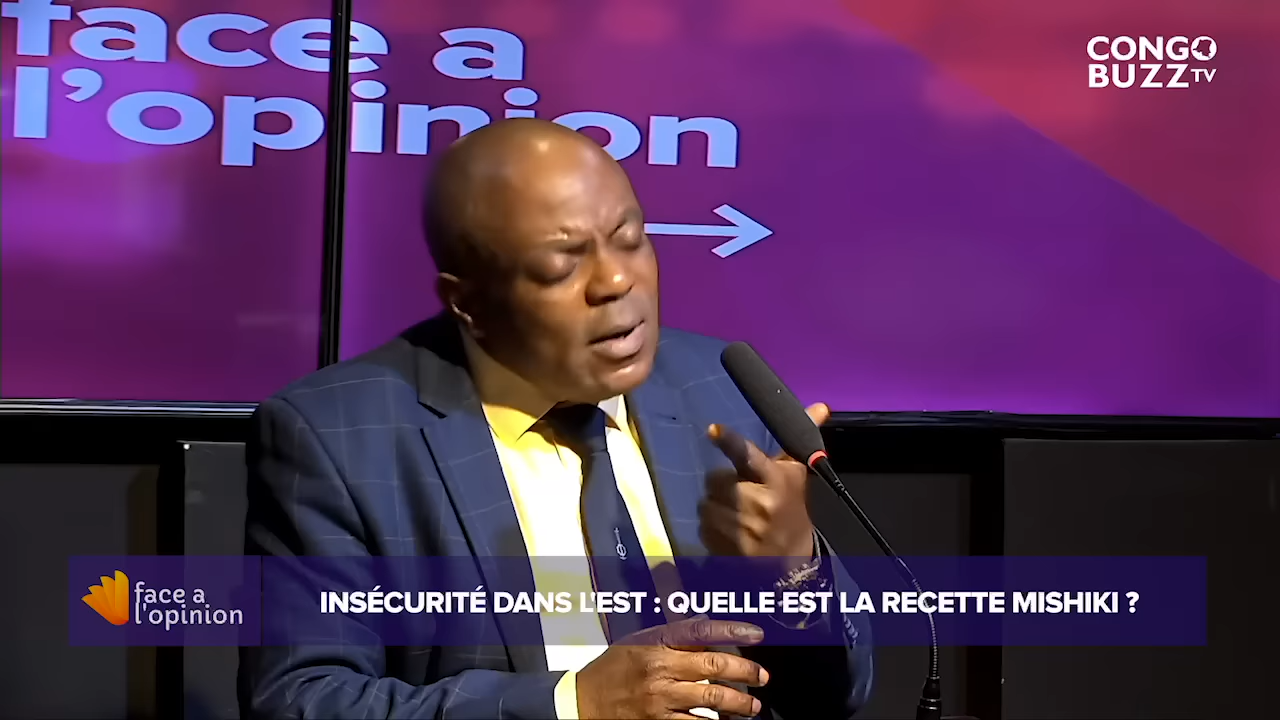 face a
l'opinion
CONGO
BUZZ TV
face a
l'opinion
INSÉCURITÉ DANS L'EST : QUELLE EST LA RECETTE MISHIKI ?